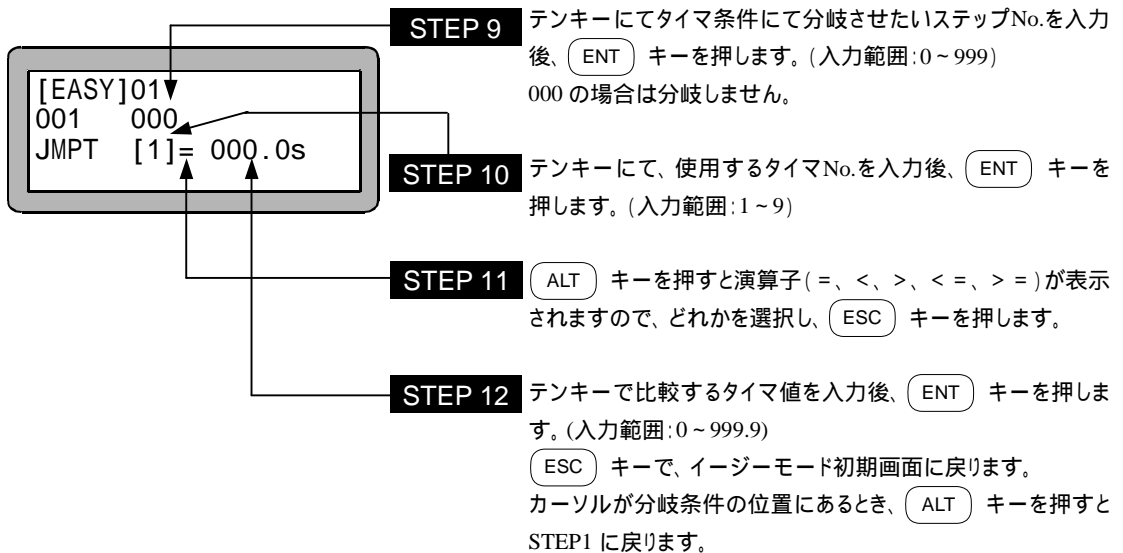 STEP 9
テンキーにてタイマ条件にて分岐させたいステップNo.を入力
後、 ENT キーを押します。(入力範囲:0~999)
000 の場合は分岐しません。
[EASY]01
001 000
JMPT [1]= 000.0s
STEP 10
テンキーにて、使用するタイマNo.を入力後、 ENT キーを
押します。(入力範囲:1~9)
STEP 11
ALT キーを押すと演算子(=、<、>、<=、>=)が表示
されますので、どれかを選択し、 ESC キーを押します。
STEP 12
テンキーで比較するタイマ値を入力後、 ENT キーを押しま
す。(入力範囲:0~999.9)
ESC キーで、イージーモード初期画面に戻ります。
カーソルが分岐条件の位置にあるとき、 ALT キーを押すと
STEP1 に戻ります。